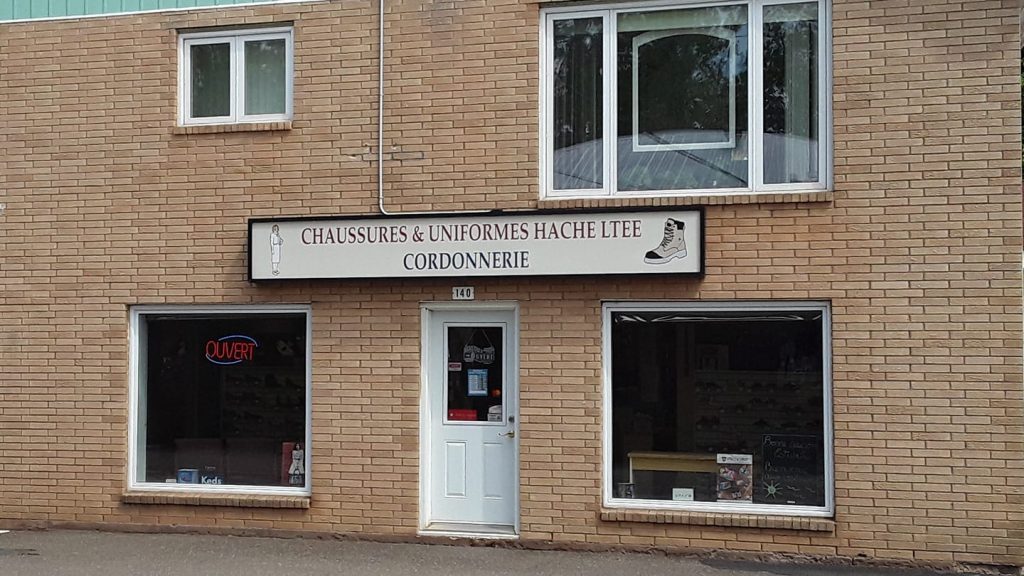 CHAUSSURES & UNIFORMES HACHE LTEE
CORDONNERIE
140
OUVERT
Keds